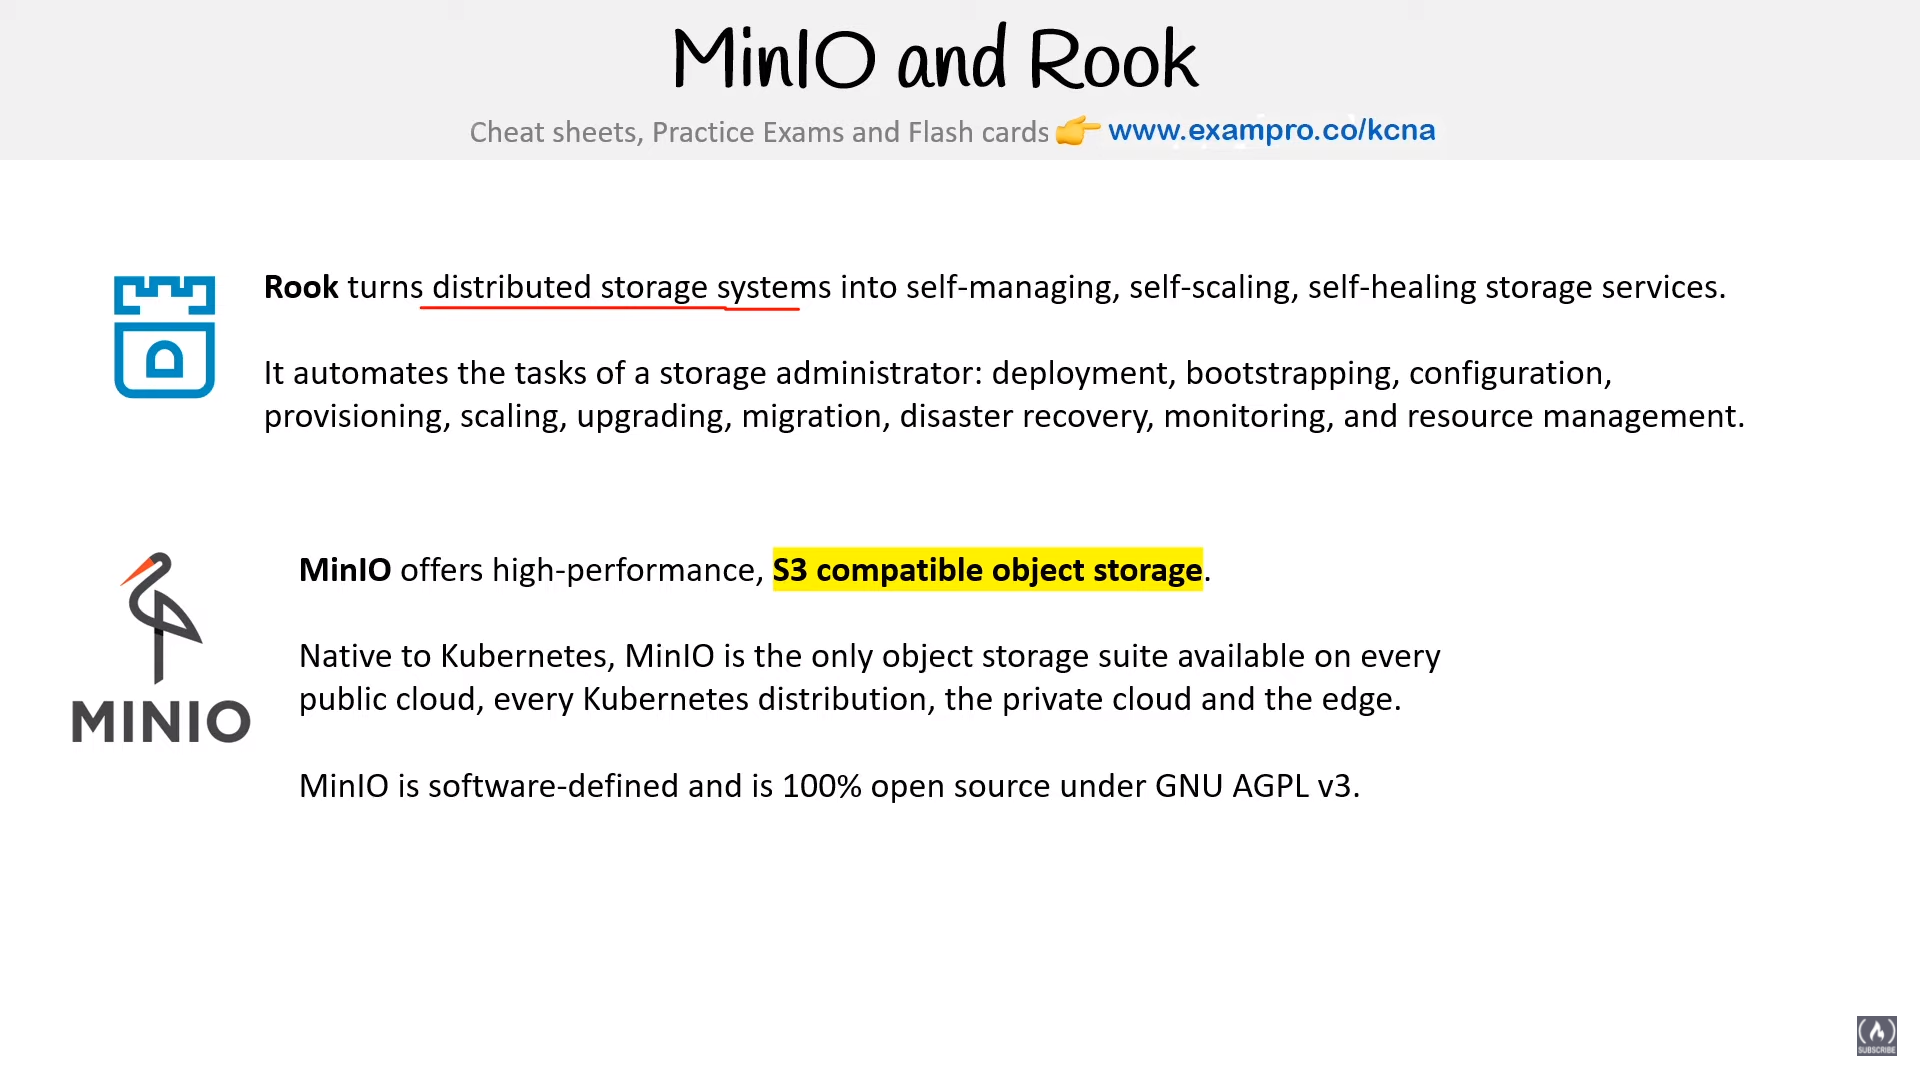 MinIO and Rook
Cheat sheets, Practice Exams and Flash cards 👉 www.exampro.co/kcna
Rook turns distributed storage systems into self-managing, self-scaling, self-healing storage services.
It automates the tasks of a storage administrator: deployment, bootstrapping, configuration,
provisioning, scaling, upgrading, migration, disaster recovery, monitoring, and resource management.
MinIO offers high-performance, S3 compatible object storage.
Native to Kubernetes, MinIO is the only object storage suite available on every
public cloud, every Kubernetes distribution, the private cloud and the edge.
MINIO
MinIO is software-defined and is 100% open source under GNU AGPL v3.
SUBSCRIBE